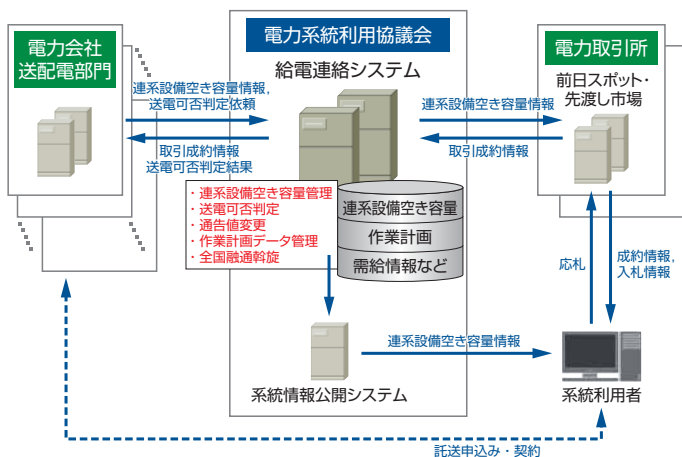 電力会社
送配電部門
電力系統利用協議会
給電連絡システム
電力取引所
前日スポット・
先渡し市場
連系設備空き容量情報,
送電可否判定依頼
取引成約情報
送電可否判定結果
連系設備空き容量情報
取引成約情報
・連系設備空き容量管理
・送電可否判定
・通告値変更
・作業計画データ管理
・全国融通斡旋
連系設備空き容量
作業計画
需給情報など
応札
成約情報,
入札情報
連系設備空き容量情報
系統情報公開システム
系統利用者
託送申込み・契約